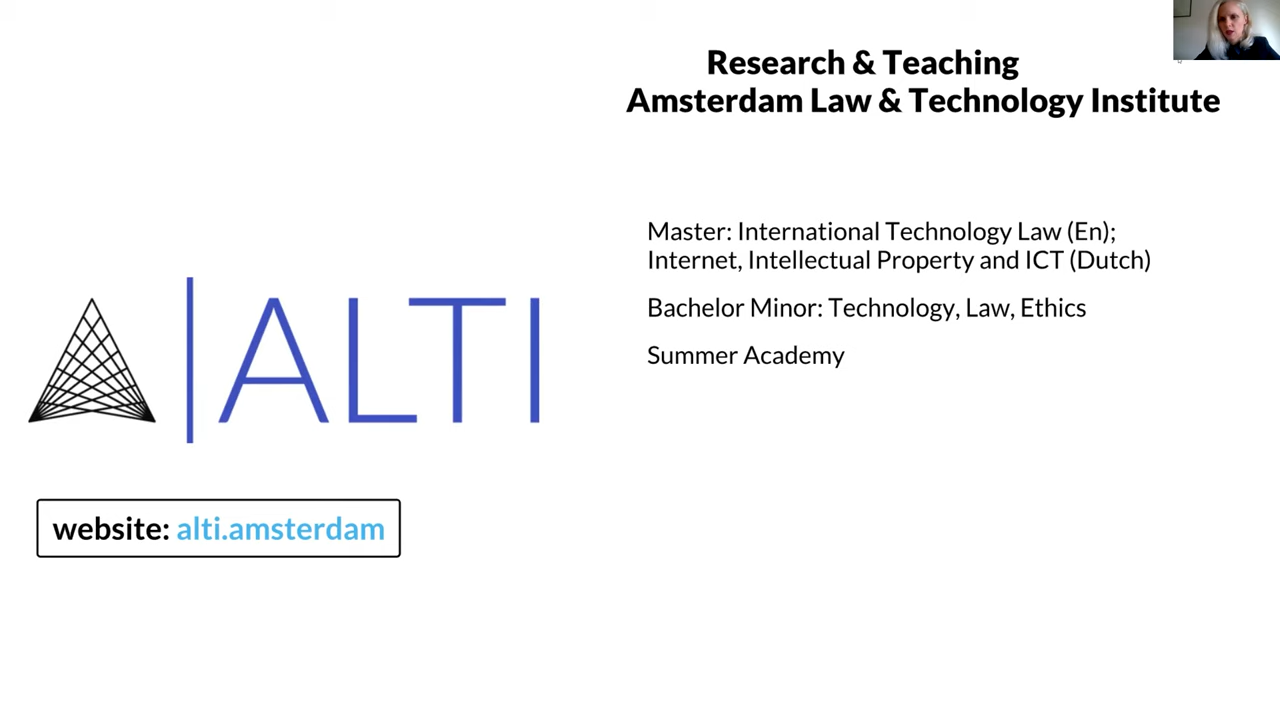 Research & Teaching
Amsterdam Law & Technology Institute
Master: International Technology Law (En);
Internet, Intellectual Property and ICT (Dutch)
Bachelor Minor: Technology, Law, Ethics
Summer Academy
ALTI
website: alti.amsterdam